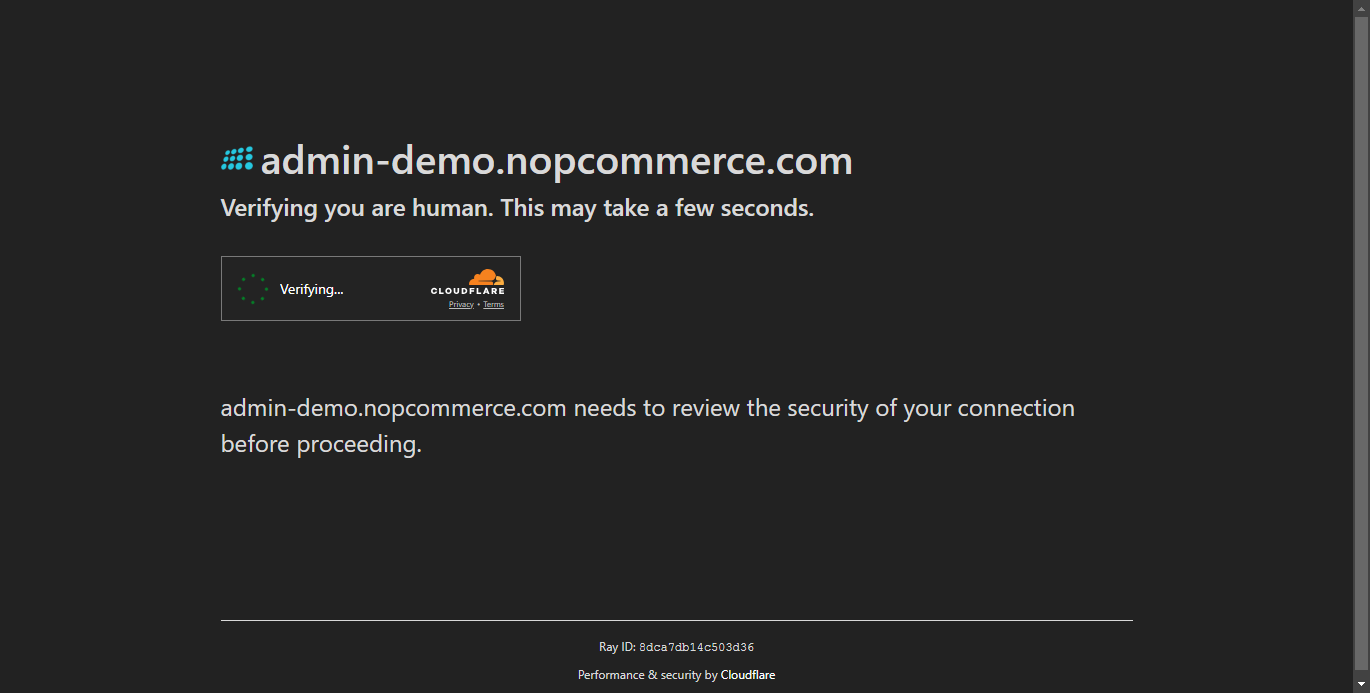 admin-demo.nopcommerce.com
Verifying you are human. This may take a few seconds.
Verifying...
CLOUDFLARE
Privacy • Terms
admin-demo.nopcommerce.com needs to review the security of your connection
before proceeding.
Ray ID: 8dca7db14c503d36
Performance & security by Cloudflare